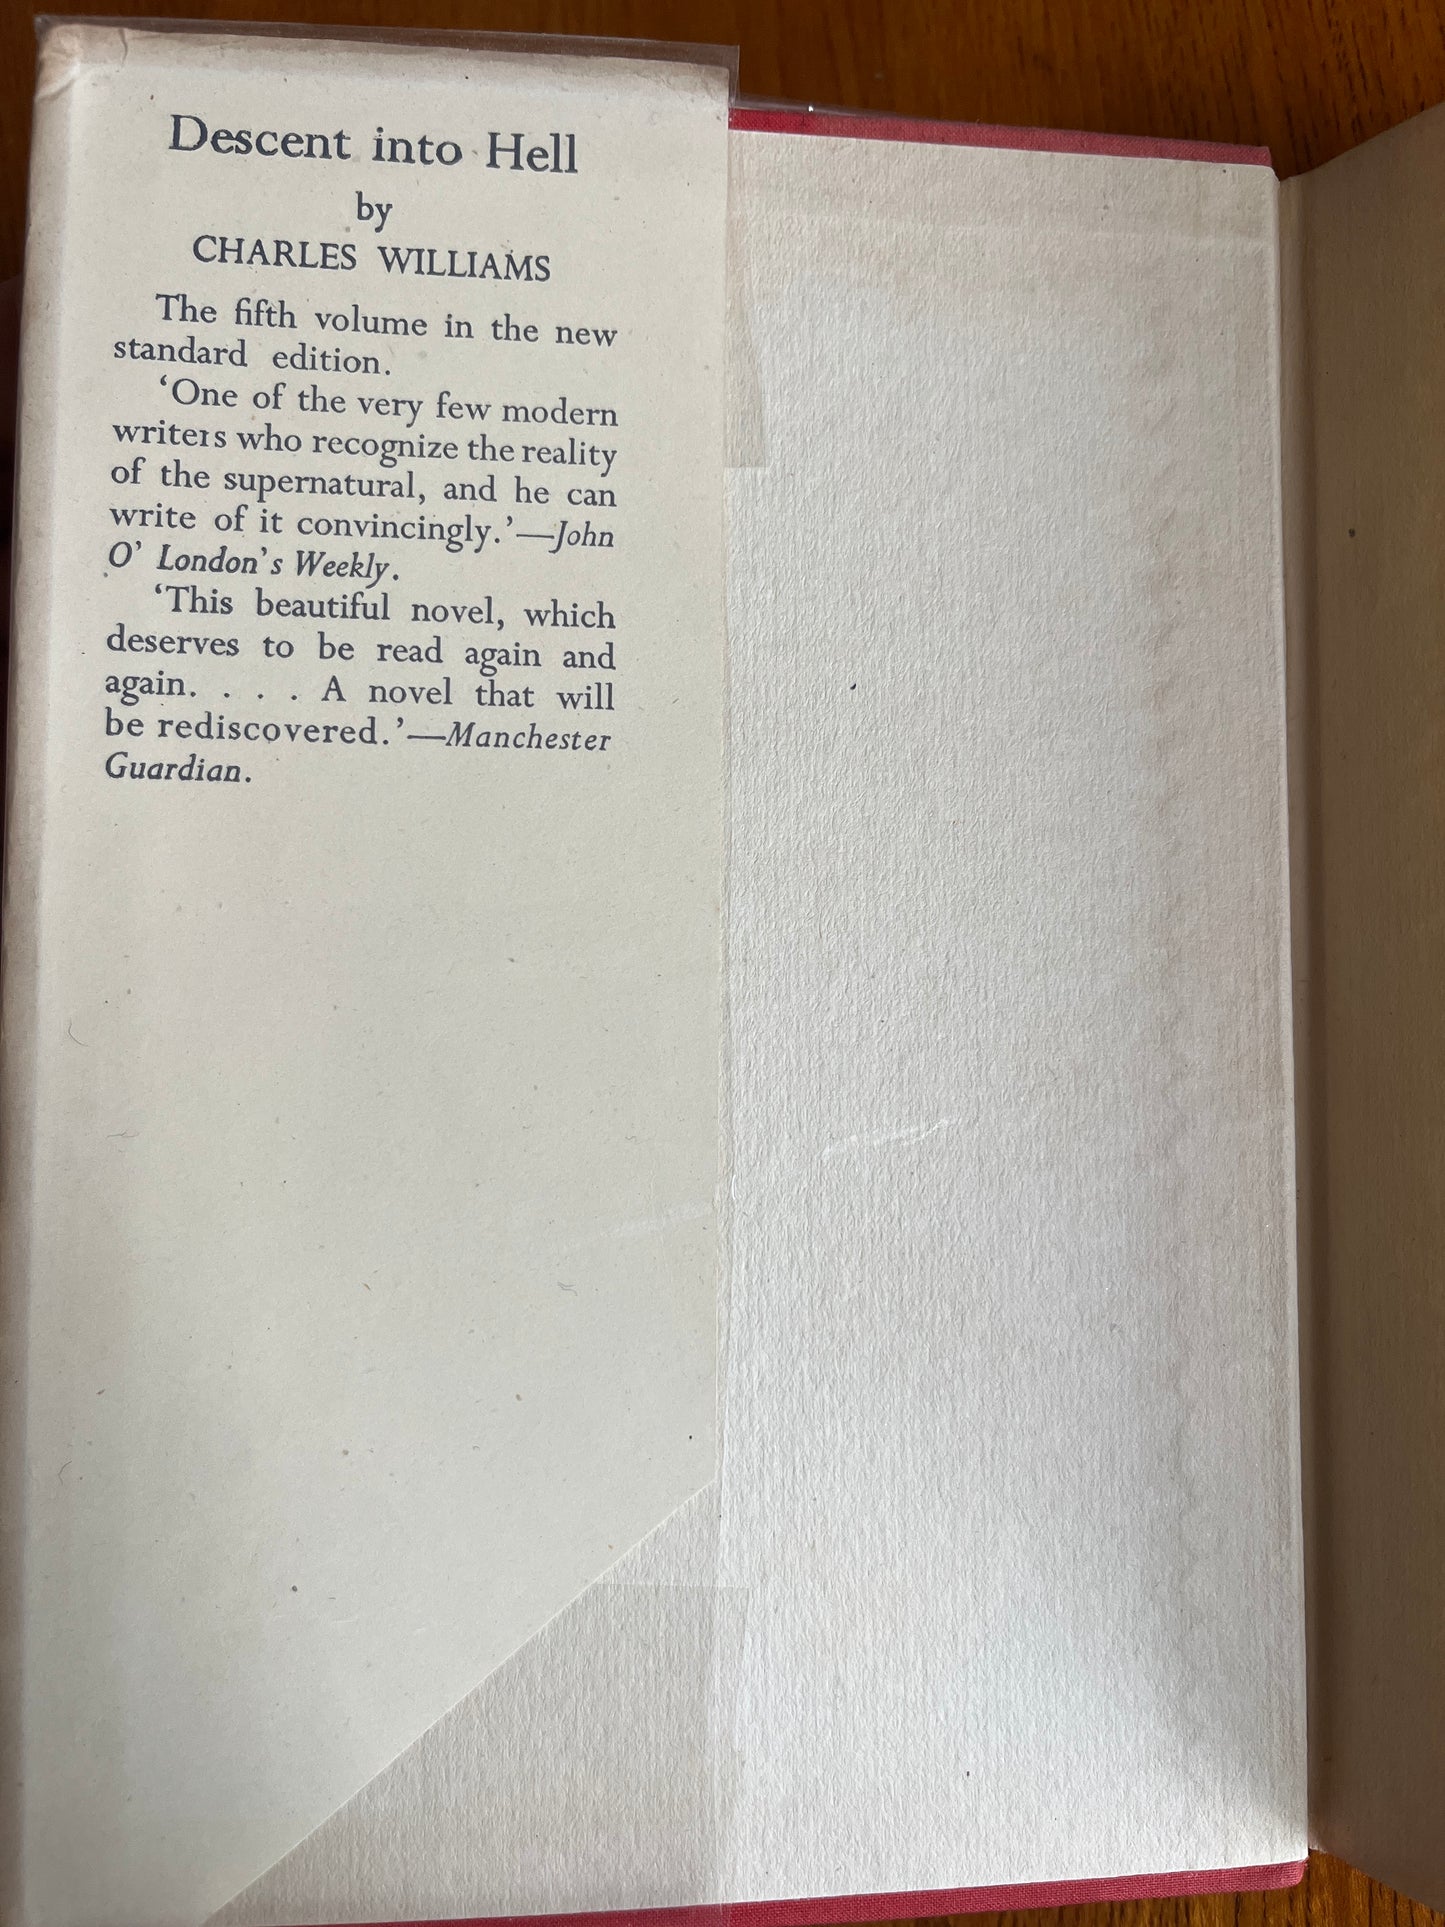 Descent into Hell
by
CHARLES WILLIAMS
The fifth volume in the new
standard edition.
‘One of the very few modern
writers who recognize the reality
of the supernatural, and he can
write of it convincingly.’—John
O’ London’s Weekly.
‘This beautiful novel, which
deserves to be read again and
again. . . . A novel that will
be rediscovered.’—Manchester
Guardian.